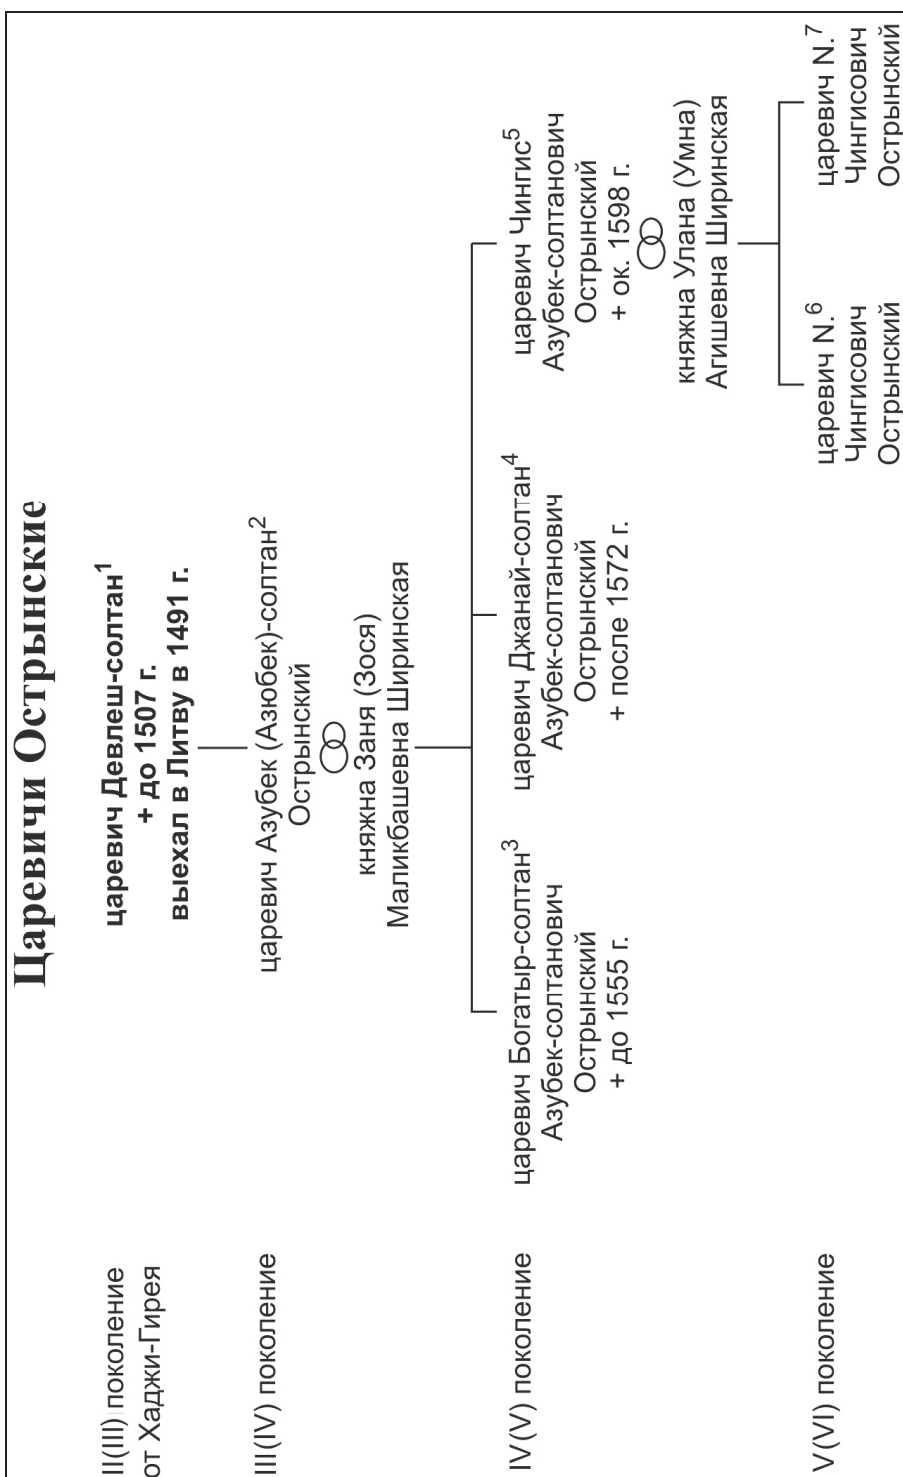 Царевичи Острынские
II(III) поколение
от Хаджи-Гирея
царевич Девлеш-солтан¹
+ до 1507 г.
выехал в Литву в 1491 г.
III(IV) поколение
царевич Азубек (Азюбек)-солтан²
Острынский
княжна Заня (Зося)
Маликбашевна Ширинская
IV(V) поколение
царевич Богатыр-солтан³
Азубек-солтанович
Острынский
+ до 1555 г.
царевич Джанай-солтан⁴
Азубек-солтанович
Острынский
+ после 1572 г.
царевич Чингис⁵
Азубек-солтанович
Острынский
+ ок. 1598 г.
княжна Улана (Умна)
Агишевна Ширинская
V(VI) поколение
царевич N.⁶
Чингисович
Острынский
царевич N.⁷
Чингисович
Острынский